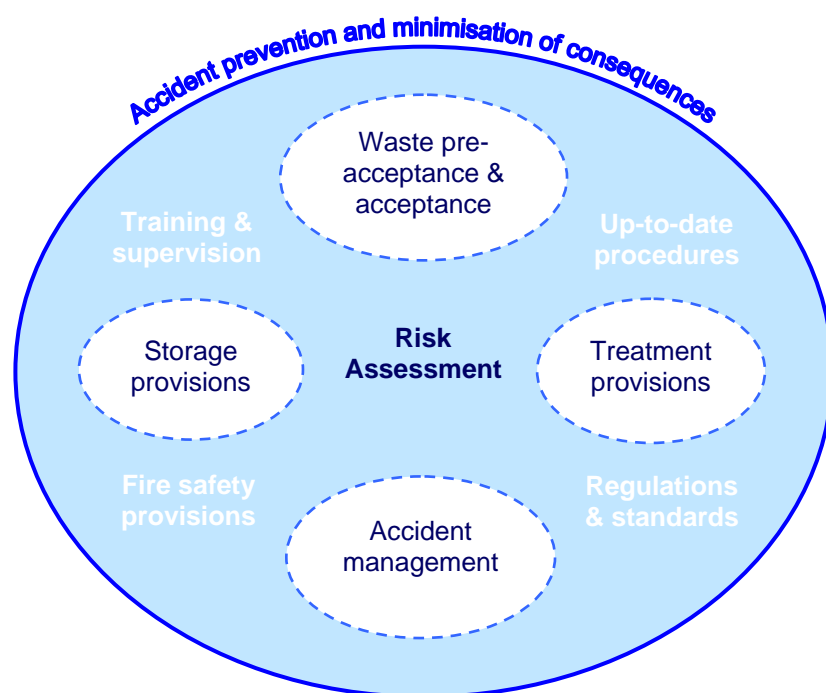 Accident prevention and minimisation of consequences
Waste pre-
acceptance &
acceptance
Training &
supervision
Up-to-date
procedures
Storage
provisions
Risk
Assessment
Treatment
provisions
Fire safety
provisions
Regulations
& standards
Accident
management